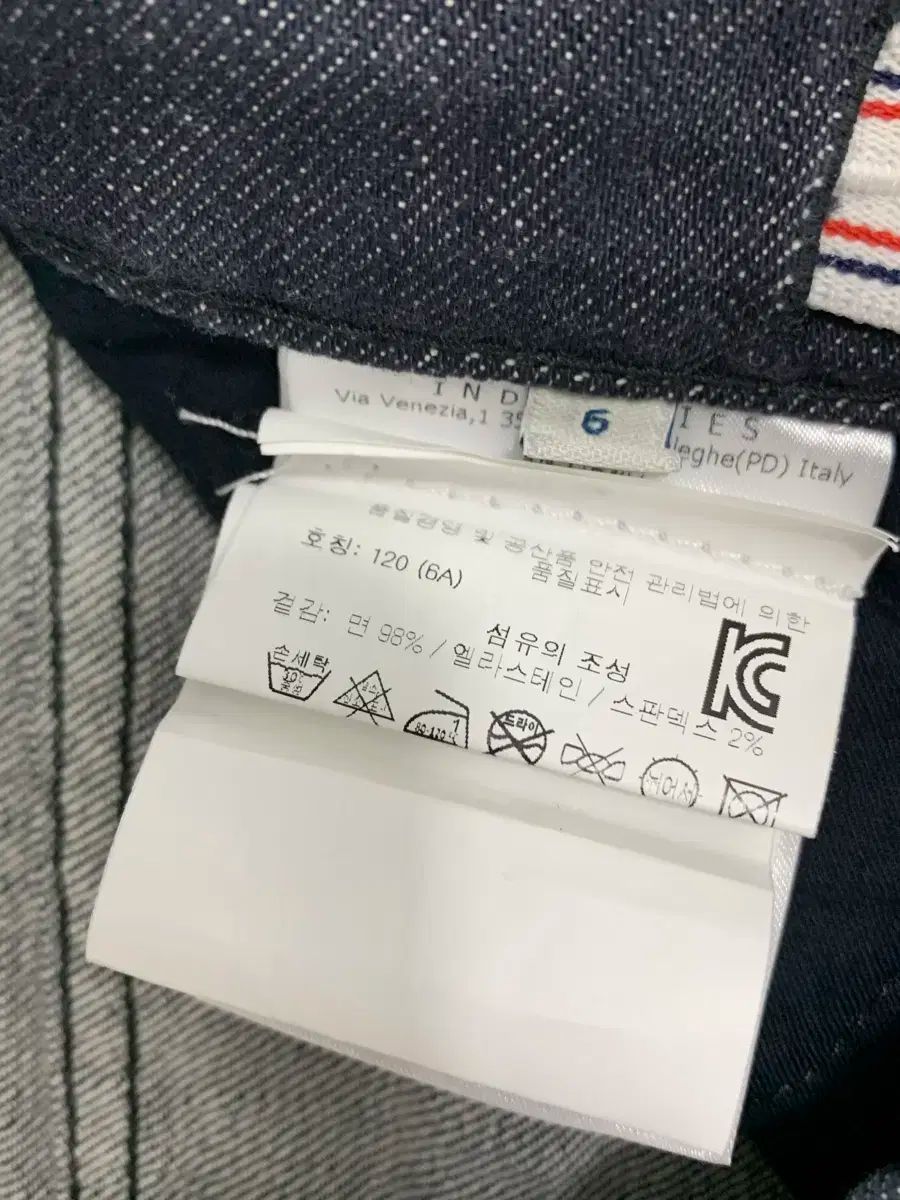 IND 6 IES
Via Venezia,1 35 leghe(PD) Italy
품질경영 및 공산품 안전 관리법에 의한
품질표시
호칭: 120 (6A)
섬유의 조성
겉감: 면 98% / 엘라스테인 / 스판덱스 2%
손세탁
드라이